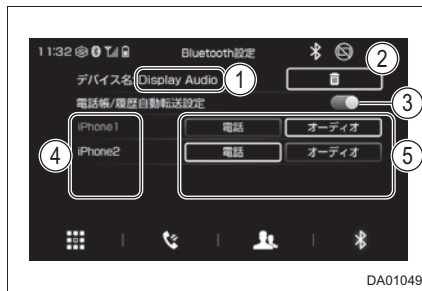 11:32 Bluetooth設定
デバイス名: Display Audio ① ②
電話帳/履歴自動転送設定 ③
iPhone1 電話 オーディオ
④ ⑤
iPhone2 電話 オーディオ
DA01049